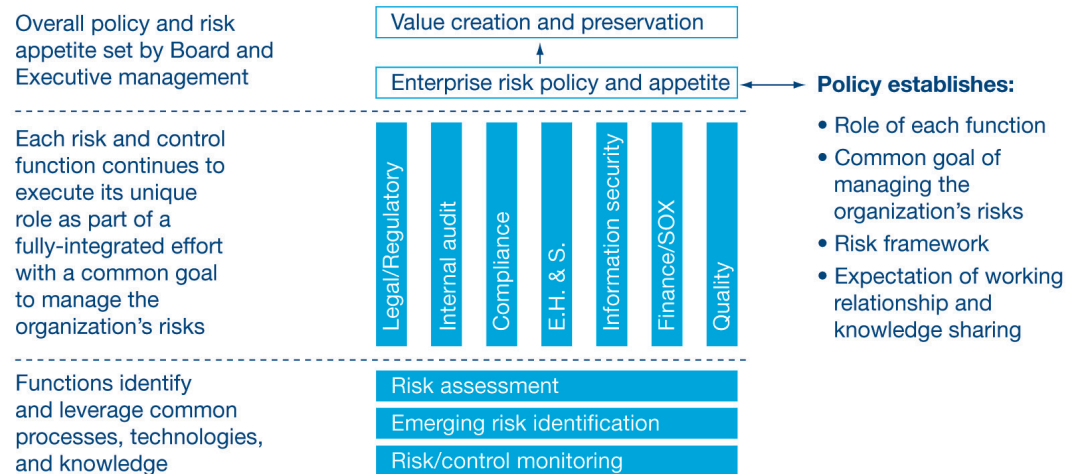 Overall policy and risk
appetite set by Board and
Executive management
Value creation and preservation
Enterprise risk policy and appetite
Policy establishes:
• Role of each function
• Common goal of
managing the
organization’s risks
• Risk framework
• Expectation of working
relationship and
knowledge sharing
Each risk and control
function continues to
execute its unique
role as part of a
fully-integrated effort
with a common goal
to manage the
organization’s risks
Legal/Regulatory
Internal audit
Compliance
E.H. & S.
Information security
Finance/SOX
Quality
Functions identify
and leverage common
processes, technologies,
and knowledge
Risk assessment
Emerging risk identification
Risk/control monitoring